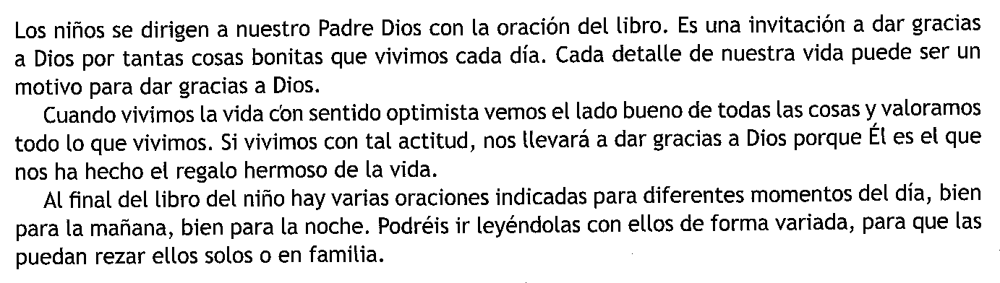 Los niños se dirigen a nuestro Padre Dios con la oración del libro. Es una invitación a dar gracias
a Dios por tantas cosas bonitas que vivimos cada día. Cada detalle de nuestra vida puede ser un
motivo para dar gracias a Dios.
Cuando vivimos la vida con sentido optimista vemos el lado bueno de todas las cosas y valoramos
todo lo que vivimos. Si vivimos con tal actitud, nos llevará a dar gracias a Dios porque Él es el que
nos ha hecho el regalo hermoso de la vida.
Al final del libro del niño hay varias oraciones indicadas para diferentes momentos del día, bien
para la mañana, bien para la noche. Podréis ir leyéndolas con ellos de forma variada, para que las
puedan rezar ellos solos o en familia.